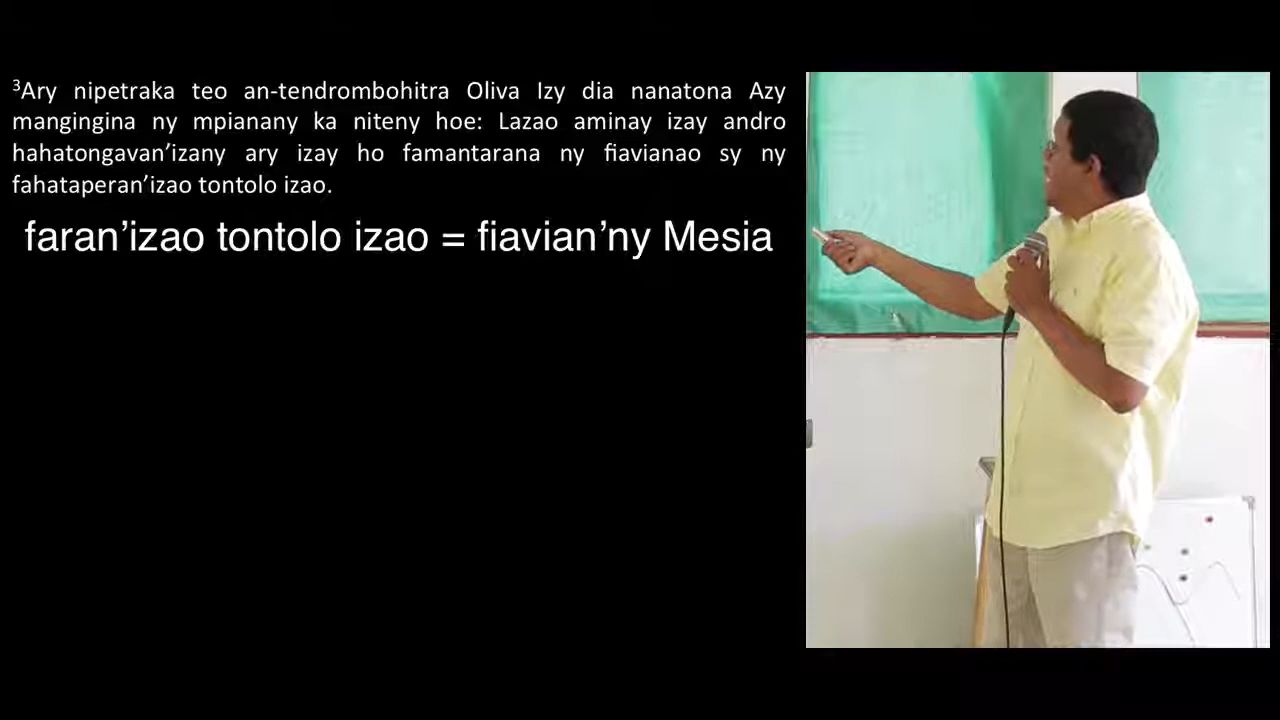 ³Ary nipetraka teo an-tendrombohitra Oliva Izy dia nanatona Azy
mangingina ny mpianany ka niteny hoe: Lazao aminay izay andro
hahatongavan’izany ary izay ho famantarana ny fiavianao sy ny
fahataperan’izao tontolo izao.
faran’izao tontolo izao = fiavian’ny Mesia